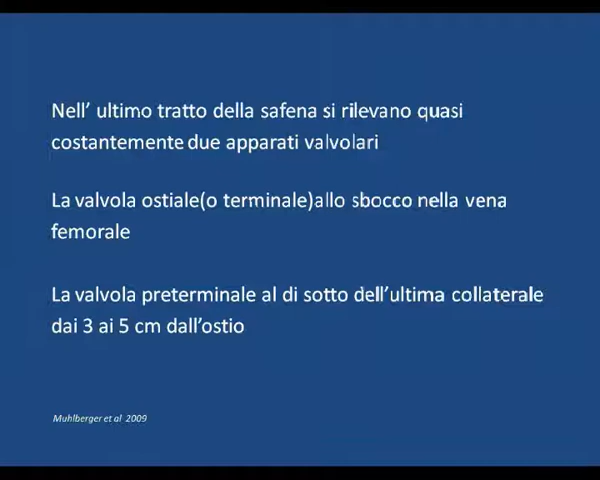 Nell' ultimo tratto della safena si rilevano quasi
costantemente due apparati valvolari
La valvola ostiale(o terminale)allo sbocco nella vena
femorale
La valvola preterminale al di sotto dell'ultima collaterale
dai 3 ai 5 cm dall'ostio
Muhlberger et al 2009